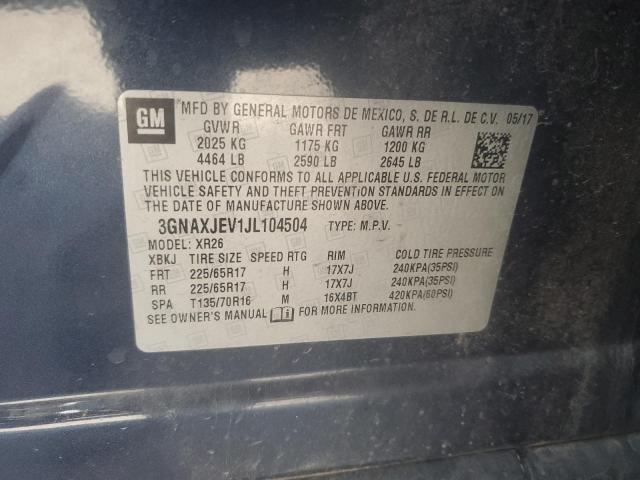 GM
MFD BY GENERAL MOTORS DE MEXICO, S. DE R.L. DE C.V. 05/17
GVWR GAWR FRT GAWR RR
2025 KG 1175 KG 1200 KG
4464 LB 2590 LB 2645 LB
THIS VEHICLE CONFORMS TO ALL APPLICABLE U.S. FEDERAL MOTOR
VEHICLE SAFETY AND THEFT PREVENTION STANDARDS IN EFFECT ON
THE DATE OF MANUFACTURE SHOWN ABOVE.
3GNAXJEV1JL104504 TYPE: M.P.V.
MODEL: XR26
XBKJ TIRE SIZE SPEED RTG RIM COLD TIRE PRESSURE
FRT 225/65R17 H 17X7J 240KPA(35PSI)
RR 225/65R17 H 17X7J 240KPA(35PSI)
SPA T135/70R16 M 16X4BT 420KPA(60PSI)
SEE OWNER'S MANUAL FOR MORE INFORMATION.